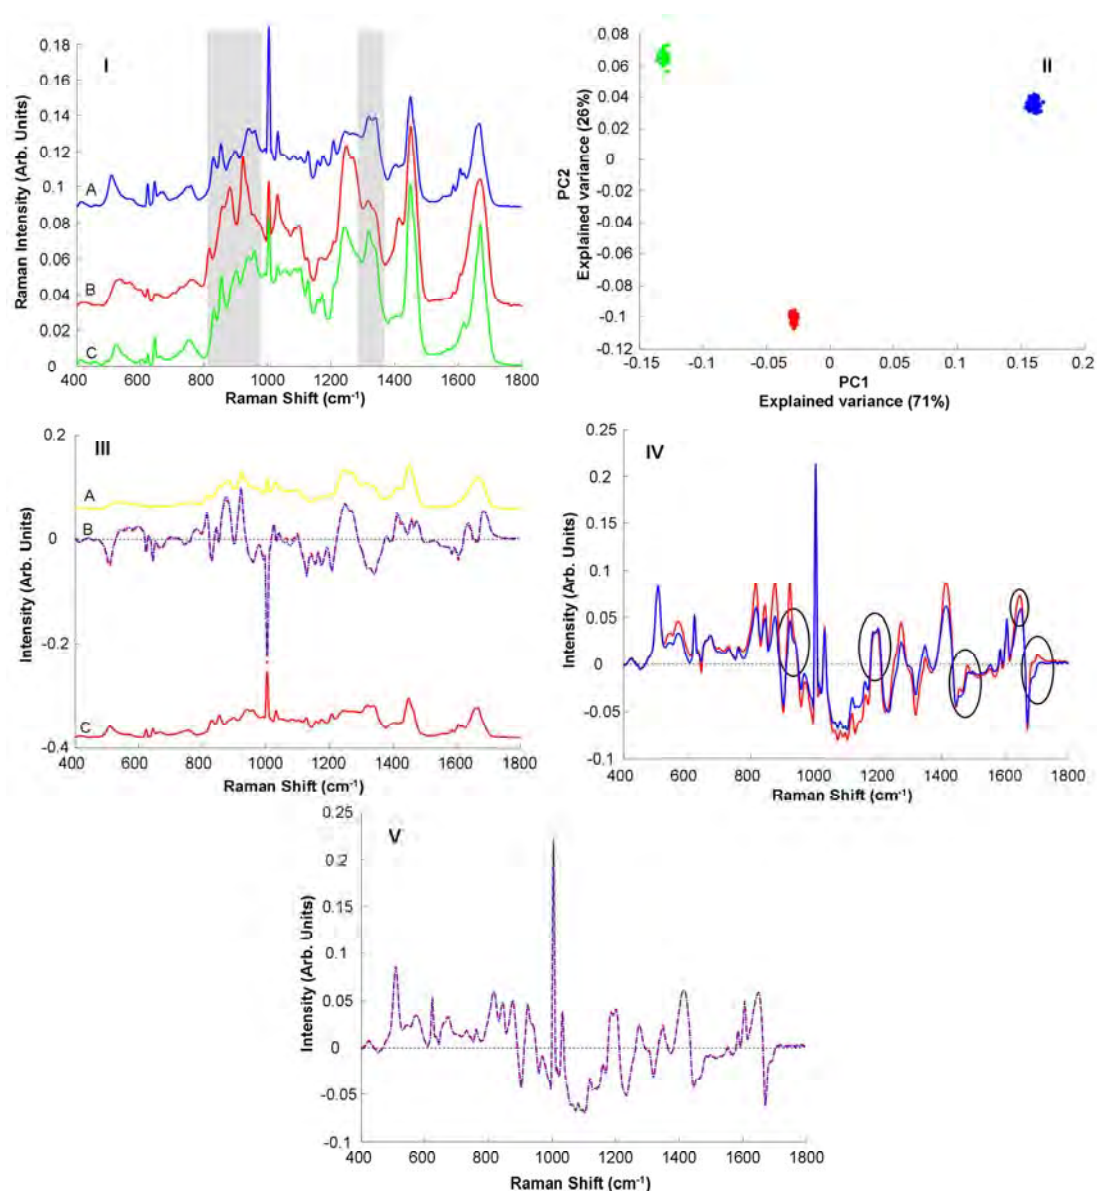 I
Raman Intensity (Arb. Units)
0.18
0.16
0.14
0.12
0.1
0.08
0.06
0.04
0.02
0
A
B
C
400 600 800 1000 1200 1400 1600 1800
Raman Shift (cm-1)
II
PC2
Explained variance (26%)
0.08
0.06
0.04
0.02
0
-0.02
-0.04
-0.06
-0.08
-0.1
-0.12
-0.15 -0.1 -0.05 0 0.05 0.1 0.15 0.2
PC1
Explained variance (71%)
III
Intensity (Arb. Units)
0.2
0
-0.2
-0.4
A
B
C
400 600 800 1000 1200 1400 1600 1800
Raman Shift (cm-1)
IV
Intensity (Arb. Units)
0.25
0.2
0.15
0.1
0.05
0
-0.05
-0.1
400 600 800 1000 1200 1400 1600 1800
Raman Shift (cm-1)
V
Intensity (Arb. Units)
0.25
0.2
0.15
0.1
0.05
0
-0.05
-0.1
400 600 800 1000 1200 1400 1600 1800
Raman Shift (cm-1)